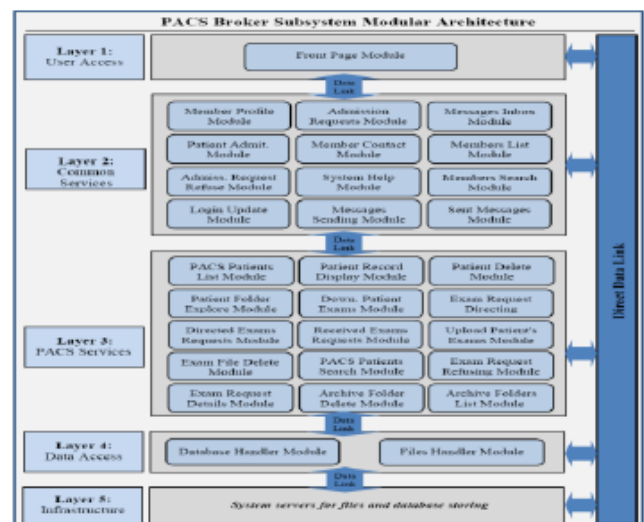 PACS Broker Subsystem Modular Architecture
Layer 1:
User Access
Front Page Module
Data
Link
Layer 2:
Common
Services
Member Profile
Module
Admission
Requests Module
Messages Inbox
Module
Patient Admit.
Module
Member Contact
Module
Members List
Module
Admiss. Request
Refuse Module
System Help
Module
Members Search
Module
Login Update
Module
Messages
Sending Module
Sent Messages
Module
Data
Link
Layer 3:
PACS Services
PACS Patients
List Module
Patient Record
Display Module
Patient Delete
Module
Patient Folder
Explore Module
Down. Patient
Exams Module
Exam Request
Directing
Directed Exams
Requests Module
Received Exams
Requests Module
Upload Patient's
Exams Module
Exam File Delete
Module
PACS Patients
Search Module
Exam Request
Refusing Module
Exam Request
Details Module
Archive Folder
Delete Module
Archive Folders
List Module
Data
Link
Layer 4:
Data Access
Database Handler Module
Files Handler Module
Data
Link
Layer 5:
Infrastructure
System servers for files and database storing
Direct Data Link